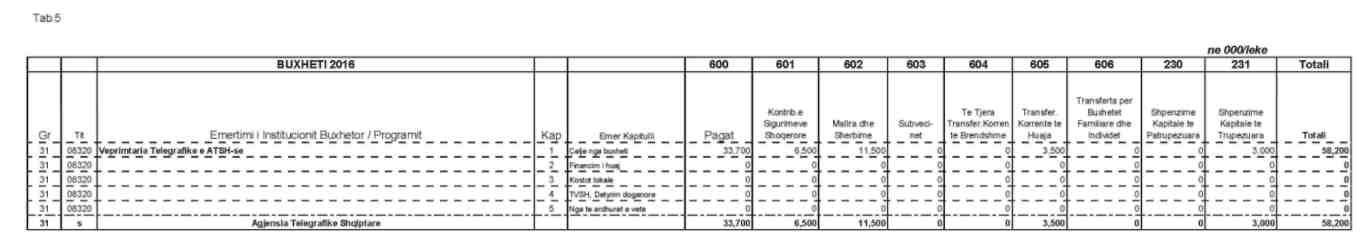 Tab.5
ne 000/leke
BUXHETI 2016 600 601 602 603 604 605 606 230 231 Totali
Gr Tit Emertimi i Institucionit Buxhetor / Programit Kap Emer Kapitulli Pagat Kontrib.e Sigurimeve Shoqerore Mallra dhe Sherbime Subvecionet Te Tjera Transfer.Korren te Brendshme Transfer. Korrente te Huaja Transferta per Buxhetet Familiare dhe Individet Shpenzime Kapitale te Patrupezuara Shpenzime Kapitale te Trupezuara Totali
31 08320 Veprimtaria Telegrafike e ATSH-se 1 Celje nga buxheti 33,700 6,500 11,500 0 0 3,500 0 0 3,000 58,200
31 08320 2 Financim i huaj 0 0 0 0 0 0 0 0 0 0
31 08320 3 Kostot lokale 0 0 0 0 0 0 0 0 0 0
31 08320 4 TVSH, Detyrim doganore 0 0 0 0 0 0 0 0 0 0
31 08320 5 Nga te ardhurat e veta 0 0 0 0 0 0 0 0 0 0
31 s Agjensia Telegrafike Shqiptare 33,700 6,500 11,500 0 0 3,500 0 0 3,000 58,200